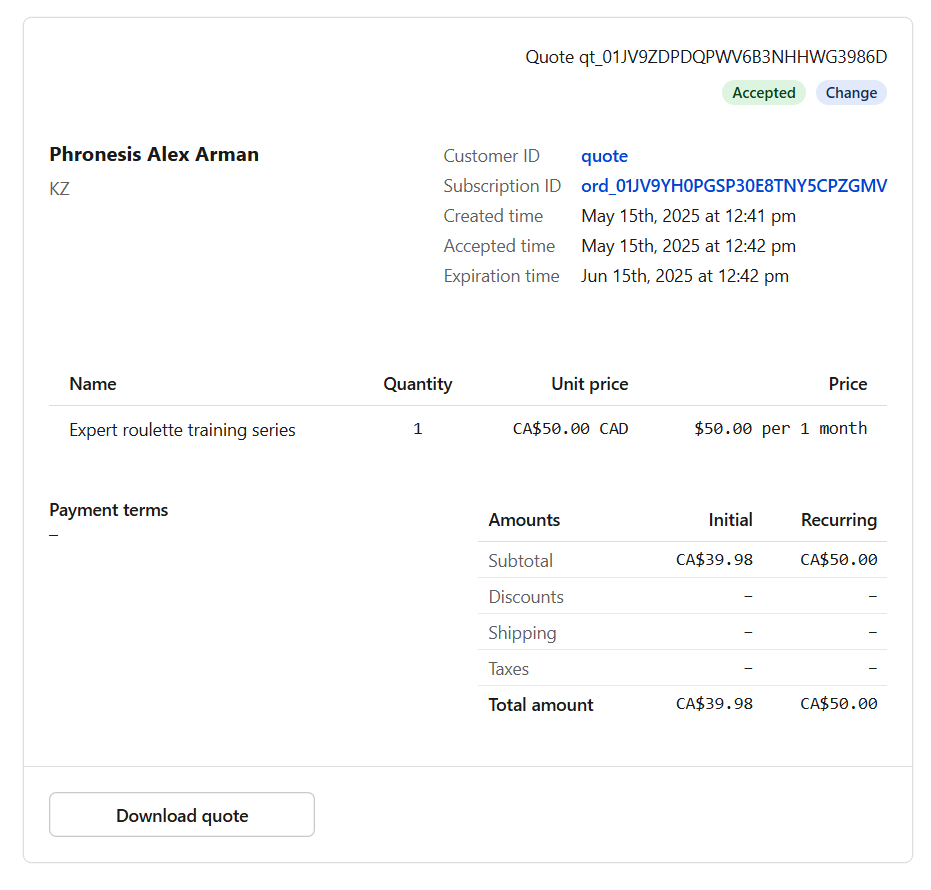 Quote qt_01JV9ZDPDQPWV6B3NHHWG3986D
Accepted Change
Phronesis Alex Arman
KZ
Customer ID quote
Subscription ID ord_01JV9YH0PGSP30E8TNY5CPZGMV
Created time May 15th, 2025 at 12:41 pm
Accepted time May 15th, 2025 at 12:42 pm
Expiration time Jun 15th, 2025 at 12:42 pm
Name Quantity Unit price Price
Expert roulette training series 1 CA$50.00 CAD $50.00 per 1 month
Payment terms
–
Amounts Initial Recurring
Subtotal CA$39.98 CA$50.00
Discounts – –
Shipping – –
Taxes – –
Total amount CA$39.98 CA$50.00
Download quote